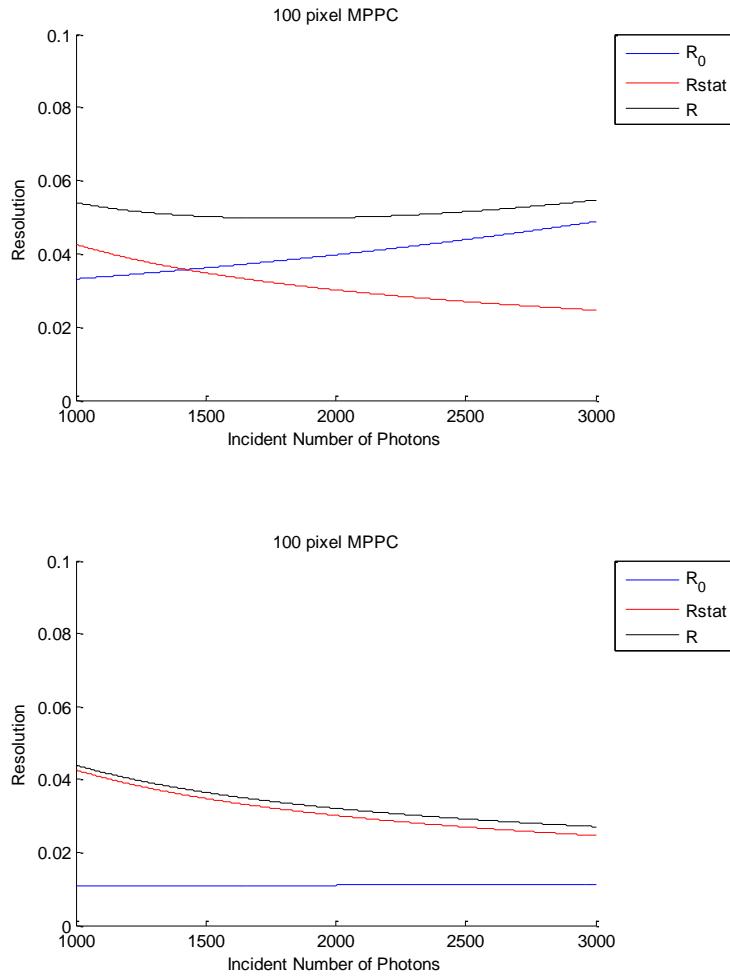 100 pixel MPPC
0.1
0.08
0.06
0.04
0.02
0
Resolution
1000 1500 2000 2500 3000
Incident Number of Photons
R0
Rstat
R
100 pixel MPPC
0.1
0.08
0.06
0.04
0.02
0
Resolution
1000 1500 2000 2500 3000
Incident Number of Photons
R0
Rstat
R